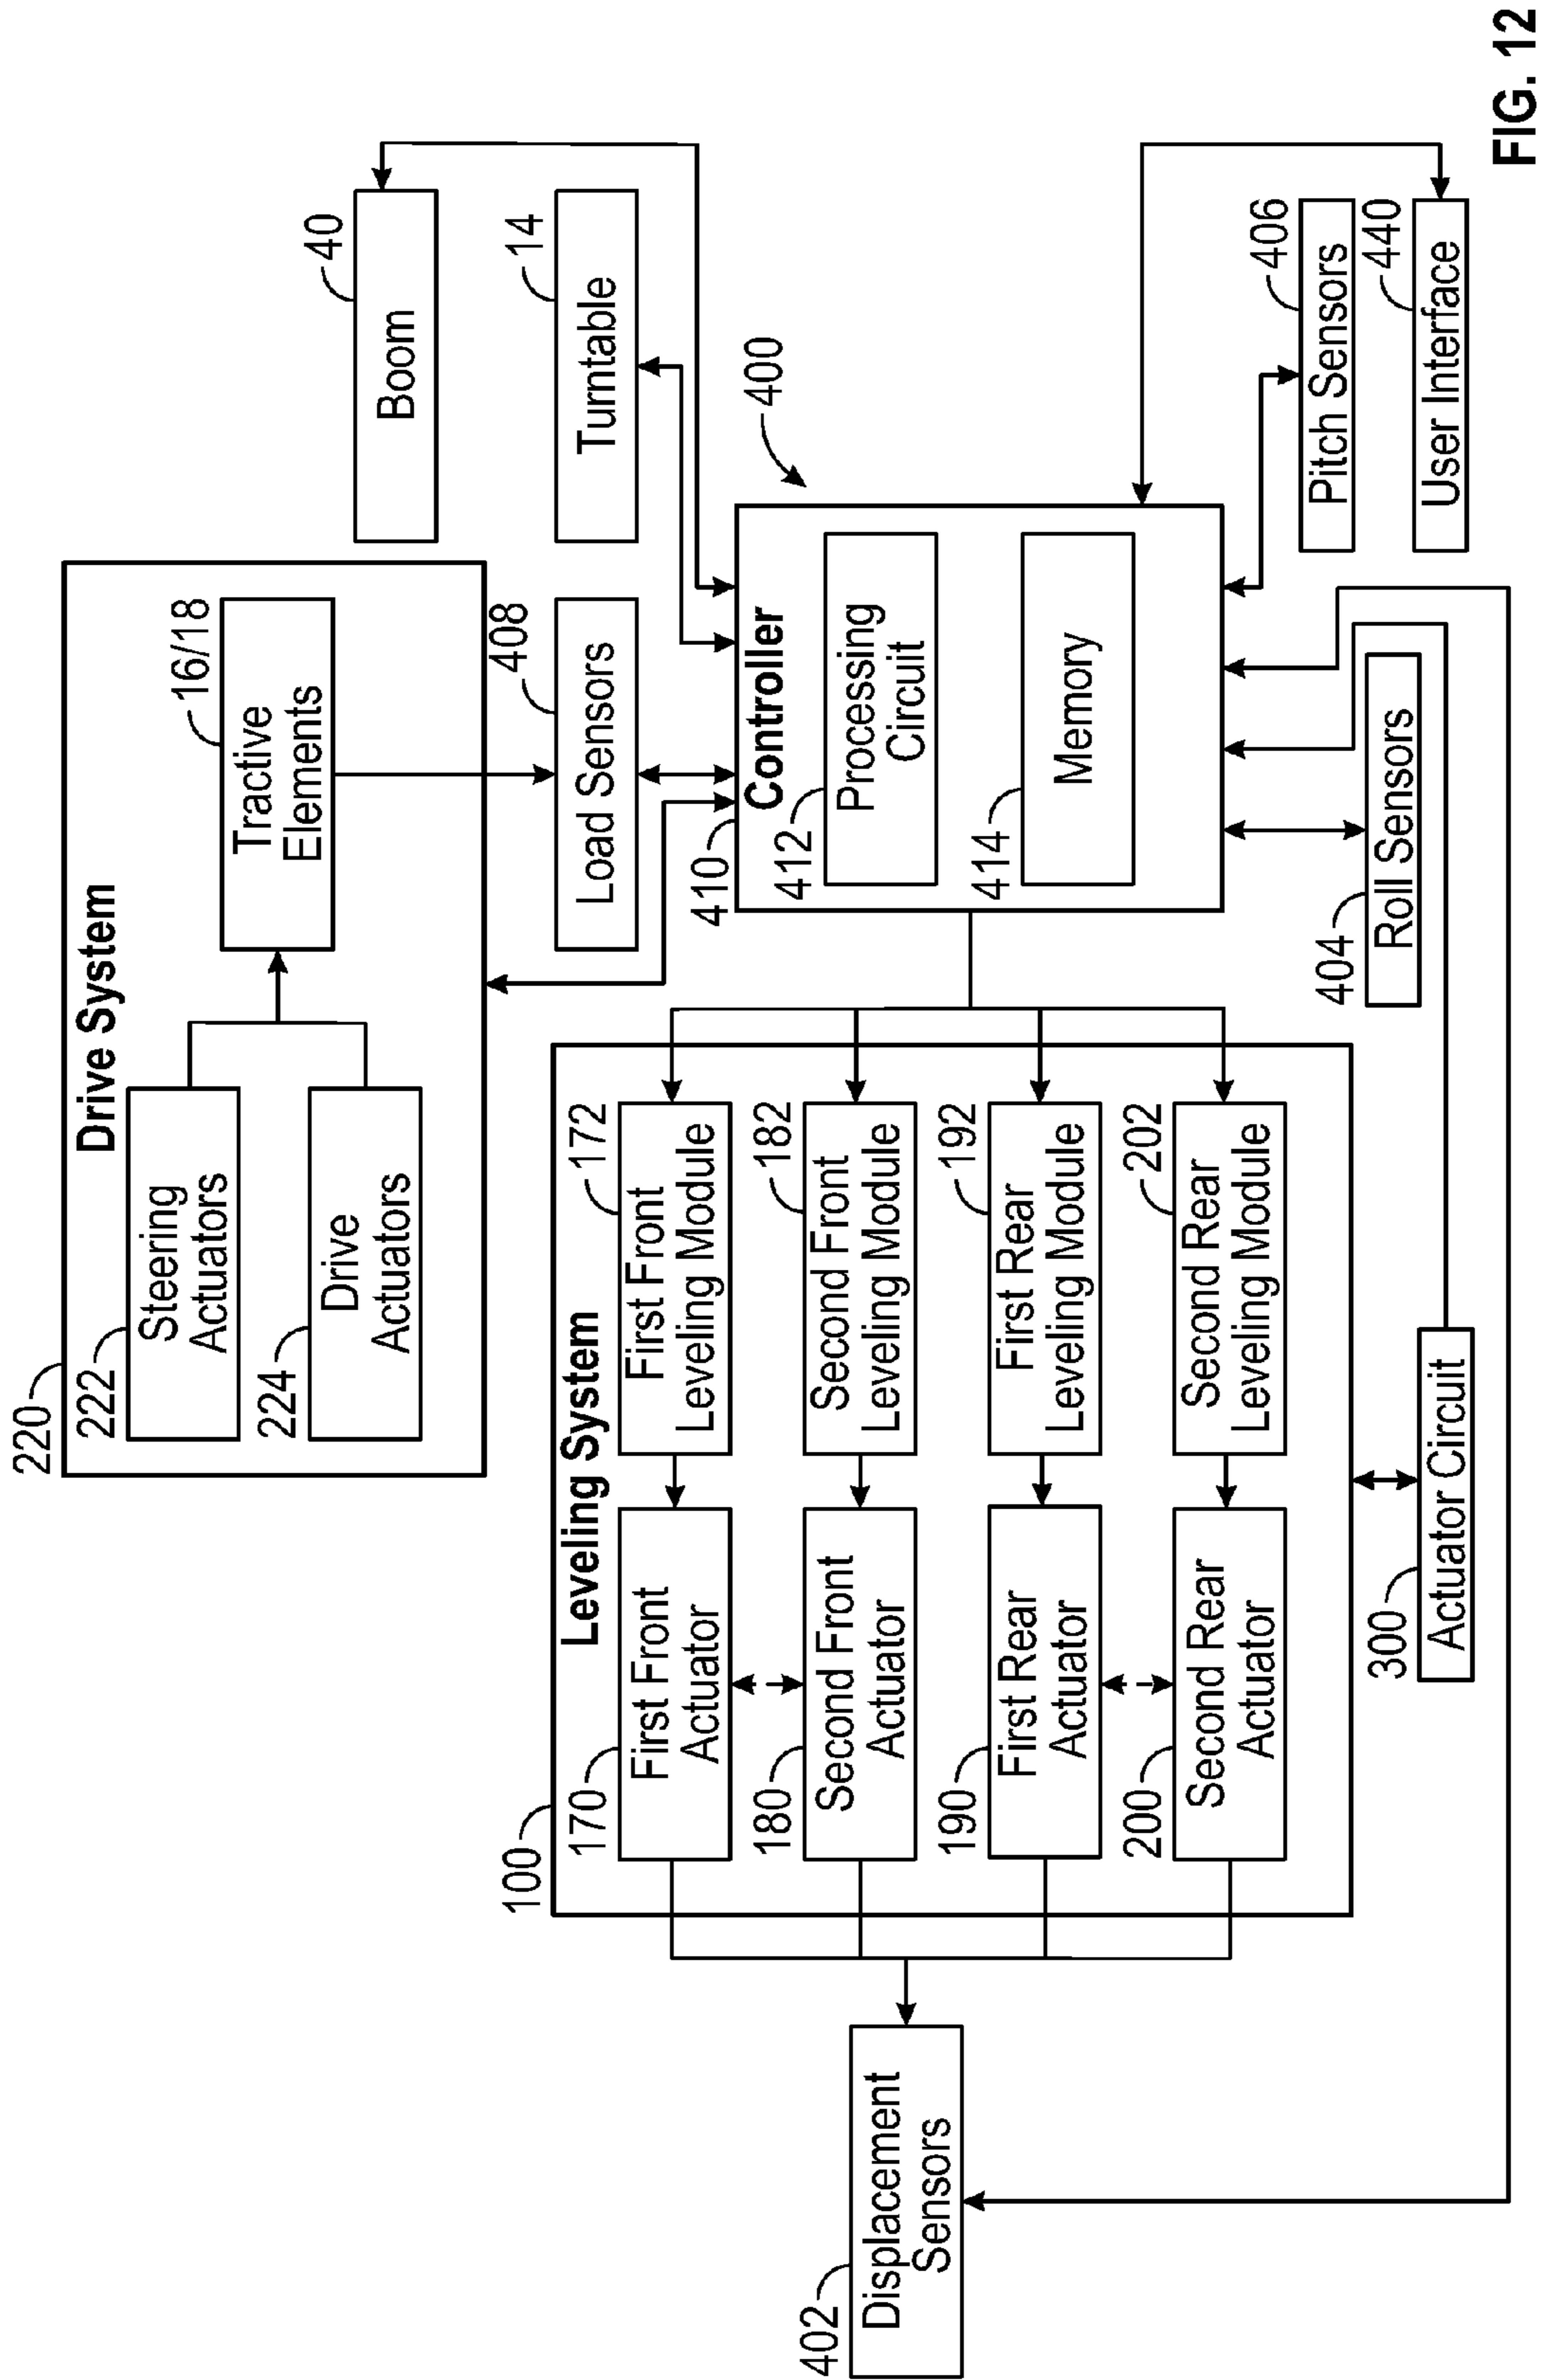 220
Drive System
222
Steering
Actuators
224
Drive
Actuators
16/18
Tractive
Elements
40
Boom
14
Turntable
408
Load Sensors
400
410
Controller
412
Processing
Circuit
414
Memory
100
Leveling System
170
First Front
Actuator
172
First Front
Leveling Module
180
Second Front
Actuator
182
Second Front
Leveling Module
190
First Rear
Actuator
192
First Rear
Leveling Module
200
Second Rear
Actuator
202
Second Rear
Leveling Module
402
Displacement
Sensors
300
Actuator Circuit
404
Roll Sensors
406
Pitch Sensors
440
User Interface
FIG. 12